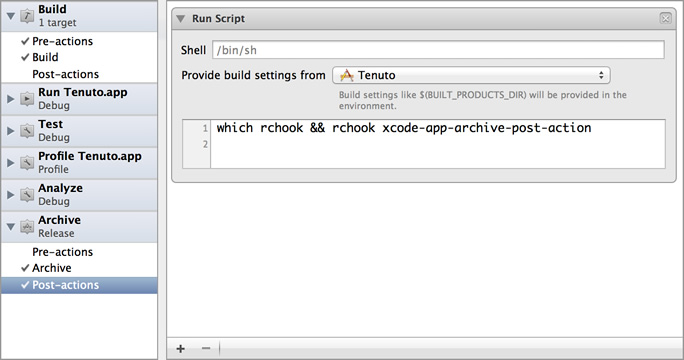 Build
1 target
Pre-actions
Build
Post-actions
Run Tenuto.app
Debug
Test
Debug
Profile Tenuto.app
Profile
Analyze
Debug
Archive
Release
Pre-actions
Archive
Post-actions
Run Script
Shell /bin/sh
Provide build settings from Tenuto
Build settings like $(BUILT_PRODUCTS_DIR) will be provided in the
environment.
1 which rchook && rchook xcode-app-archive-post-action
2